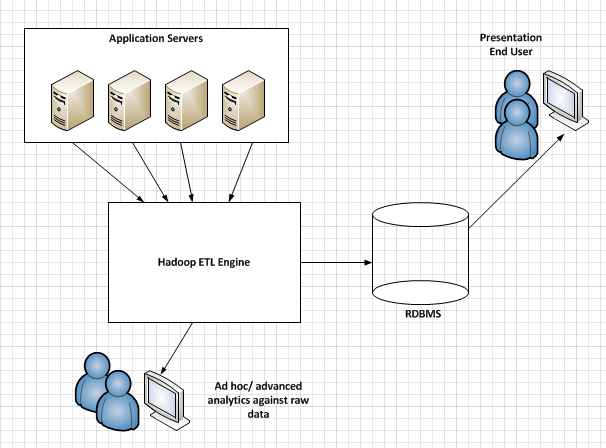 Application Servers
Presentation
End User
Hadoop ETL Engine
RDBMS
Ad hoc/ advanced
analytics against raw
data